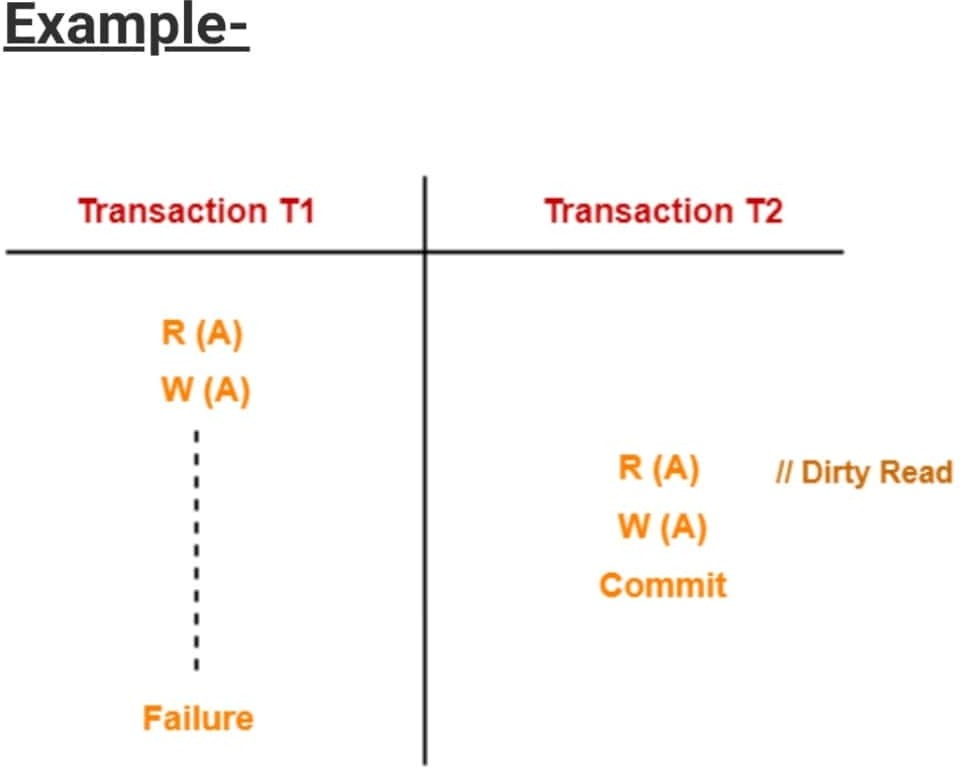 Example-
Transaction T1 Transaction T2
R (A)
W (A)
R (A) // Dirty Read
W (A)
Commit
Failure